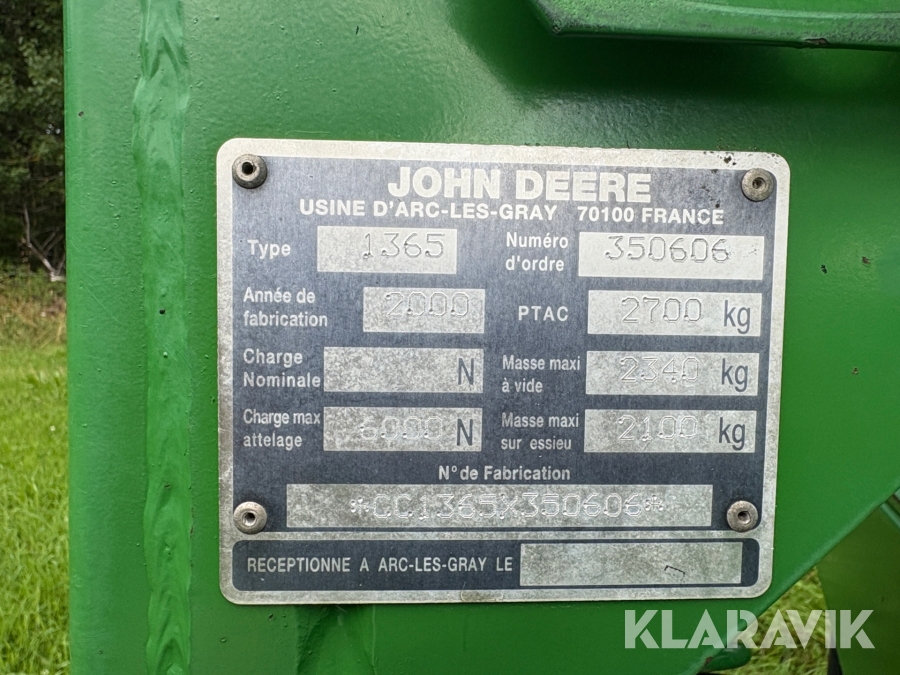 JOHN DEERE
USINE D'ARC-LES-GRAY 70100 FRANCE
Type 1365 Numéro d'ordre 350606
Année de fabrication 2000 PTAC 2700 kg
Charge Nominale N Masse maxi à vide 2340 kg
Charge max attelage 6000 N Masse maxi sur essieu 2100 kg
N° de Fabrication
*CC1365X350606*
RECEPTIONNE A ARC-LES-GRAY LE
KLARAVIK